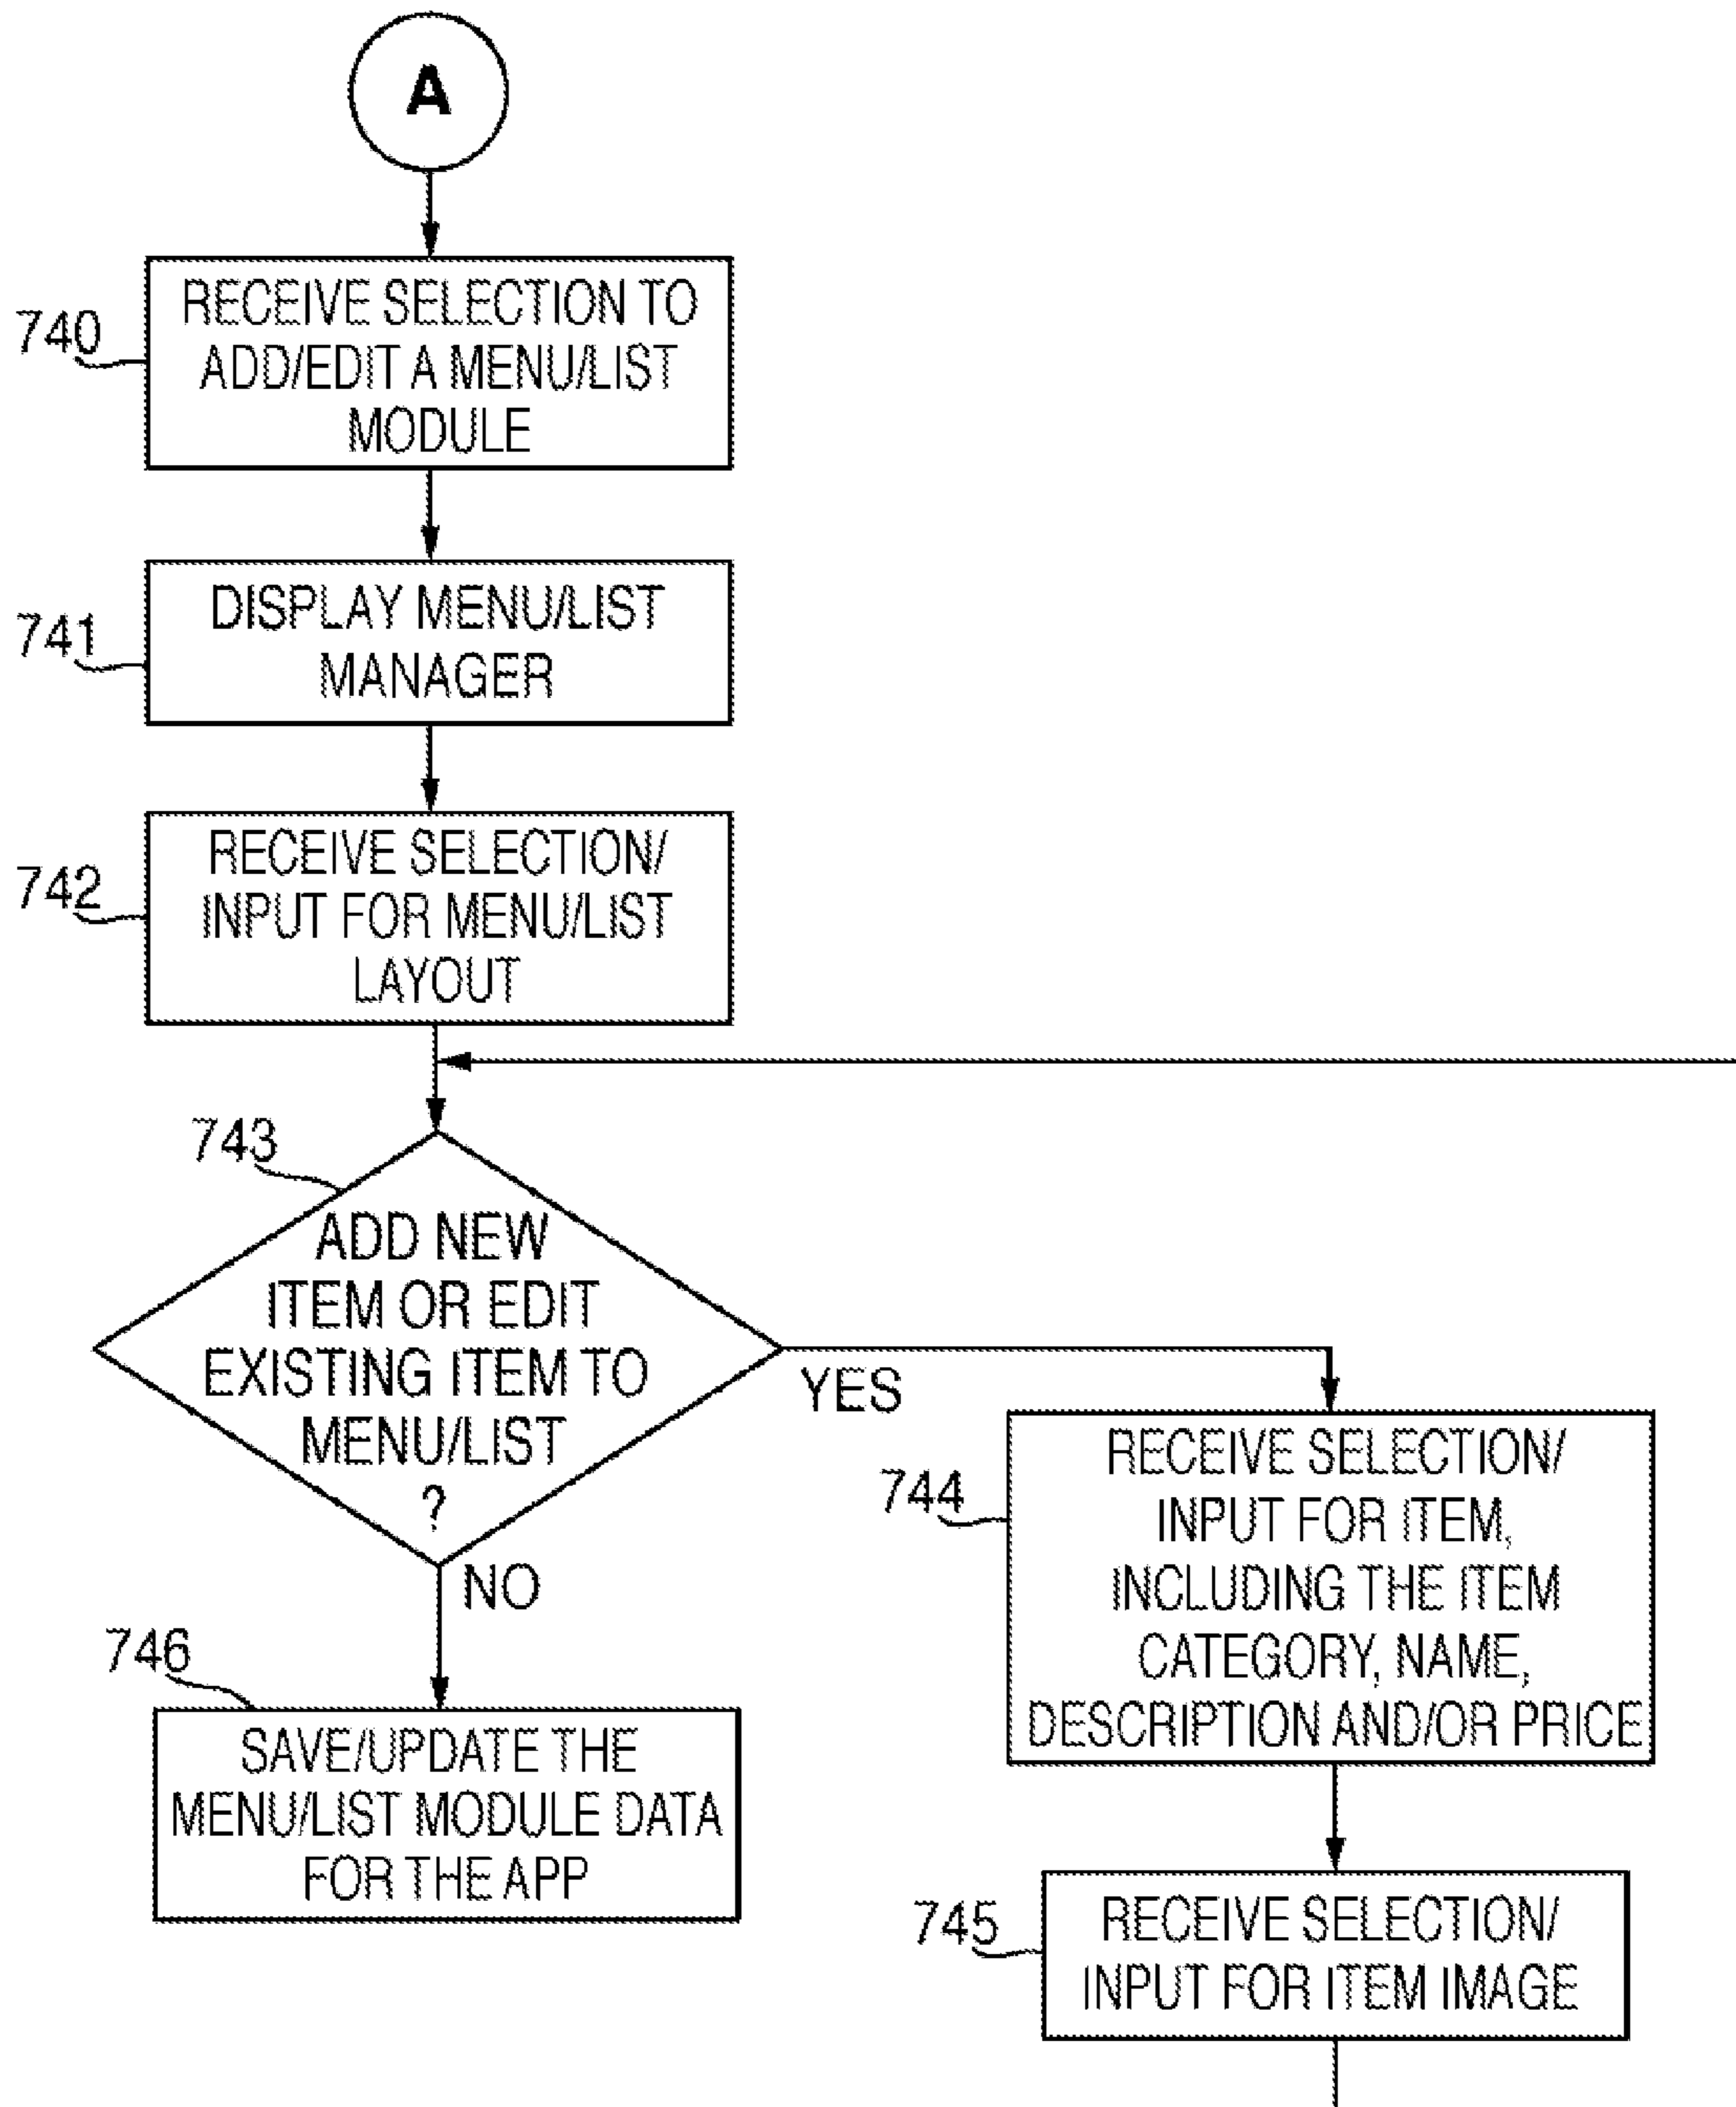 A
740
RECEIVE SELECTION TO
ADD/EDIT A MENU/LIST
MODULE
741
DISPLAY MENU/LIST
MANAGER
742
RECEIVE SELECTION/
INPUT FOR MENU/LIST
LAYOUT
743
ADD NEW
ITEM OR EDIT
EXISTING ITEM TO
MENU/LIST
?
YES
NO
744
RECEIVE SELECTION/
INPUT FOR ITEM,
INCLUDING THE ITEM
CATEGORY, NAME,
DESCRIPTION AND/OR PRICE
746
SAVE/UPDATE THE
MENU/LIST MODULE DATA
FOR THE APP
745
RECEIVE SELECTION/
INPUT FOR ITEM IMAGE